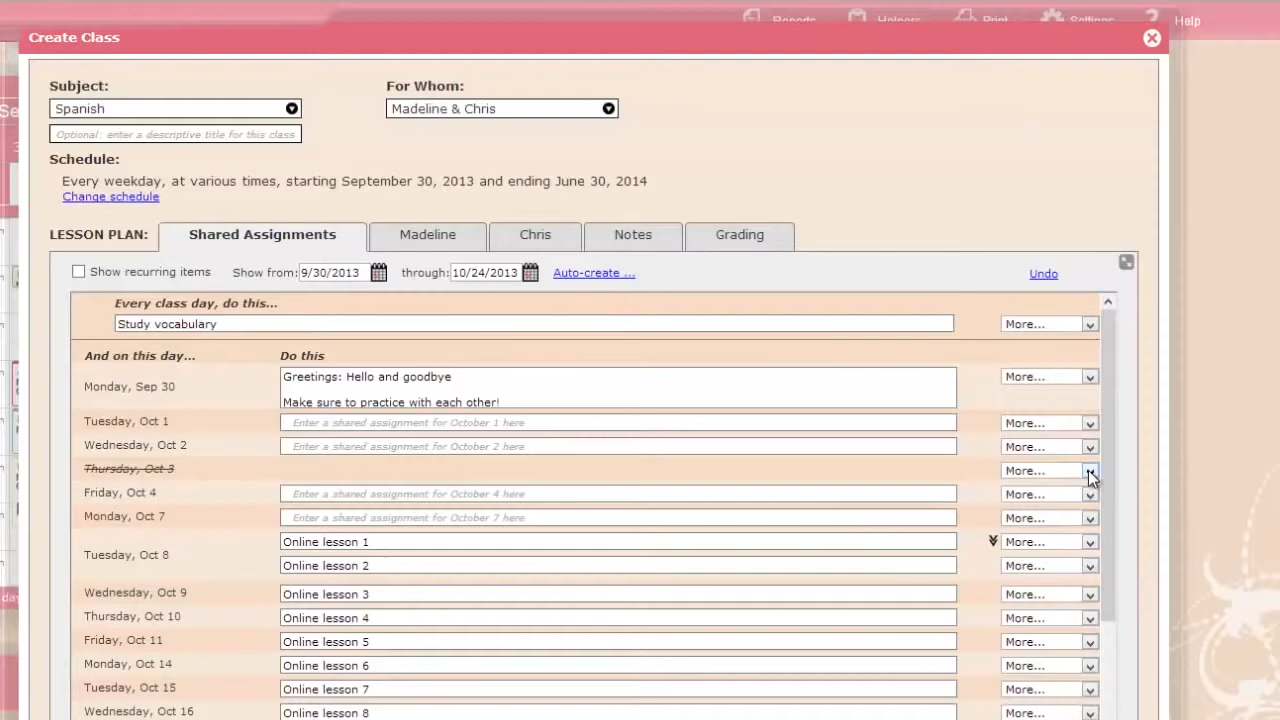 Reports Helpers Print Settings Help
Create Class
Subject:
For Whom:
Spanish
Madeline & Chris
Optional: enter a descriptive title for this class
Schedule:
Every weekday, at various times, starting September 30, 2013 and ending June 30, 2014
Change schedule
LESSON PLAN:
Shared Assignments
Madeline
Chris
Notes
Grading
Show recurring items
Show from: 9/30/2013
through: 10/24/2013
Auto-create ...
Undo
Every class day, do this...
Study vocabulary
More...
And on this day...
Do this
Monday, Sep 30
Greetings: Hello and goodbye
Make sure to practice with each other!
More...
Tuesday, Oct 1
Enter a shared assignment for October 1 here
More...
Wednesday, Oct 2
Enter a shared assignment for October 2 here
More...
Thursday, Oct 3
More...
Friday, Oct 4
Enter a shared assignment for October 4 here
More...
Monday, Oct 7
Enter a shared assignment for October 7 here
More...
Tuesday, Oct 8
Online lesson 1
More...
Online lesson 2
More...
Wednesday, Oct 9
Online lesson 3
More...
Thursday, Oct 10
Online lesson 4
More...
Friday, Oct 11
Online lesson 5
More...
Monday, Oct 14
Online lesson 6
More...
Tuesday, Oct 15
Online lesson 7
More...
Wednesday, Oct 16
Online lesson 8
More...